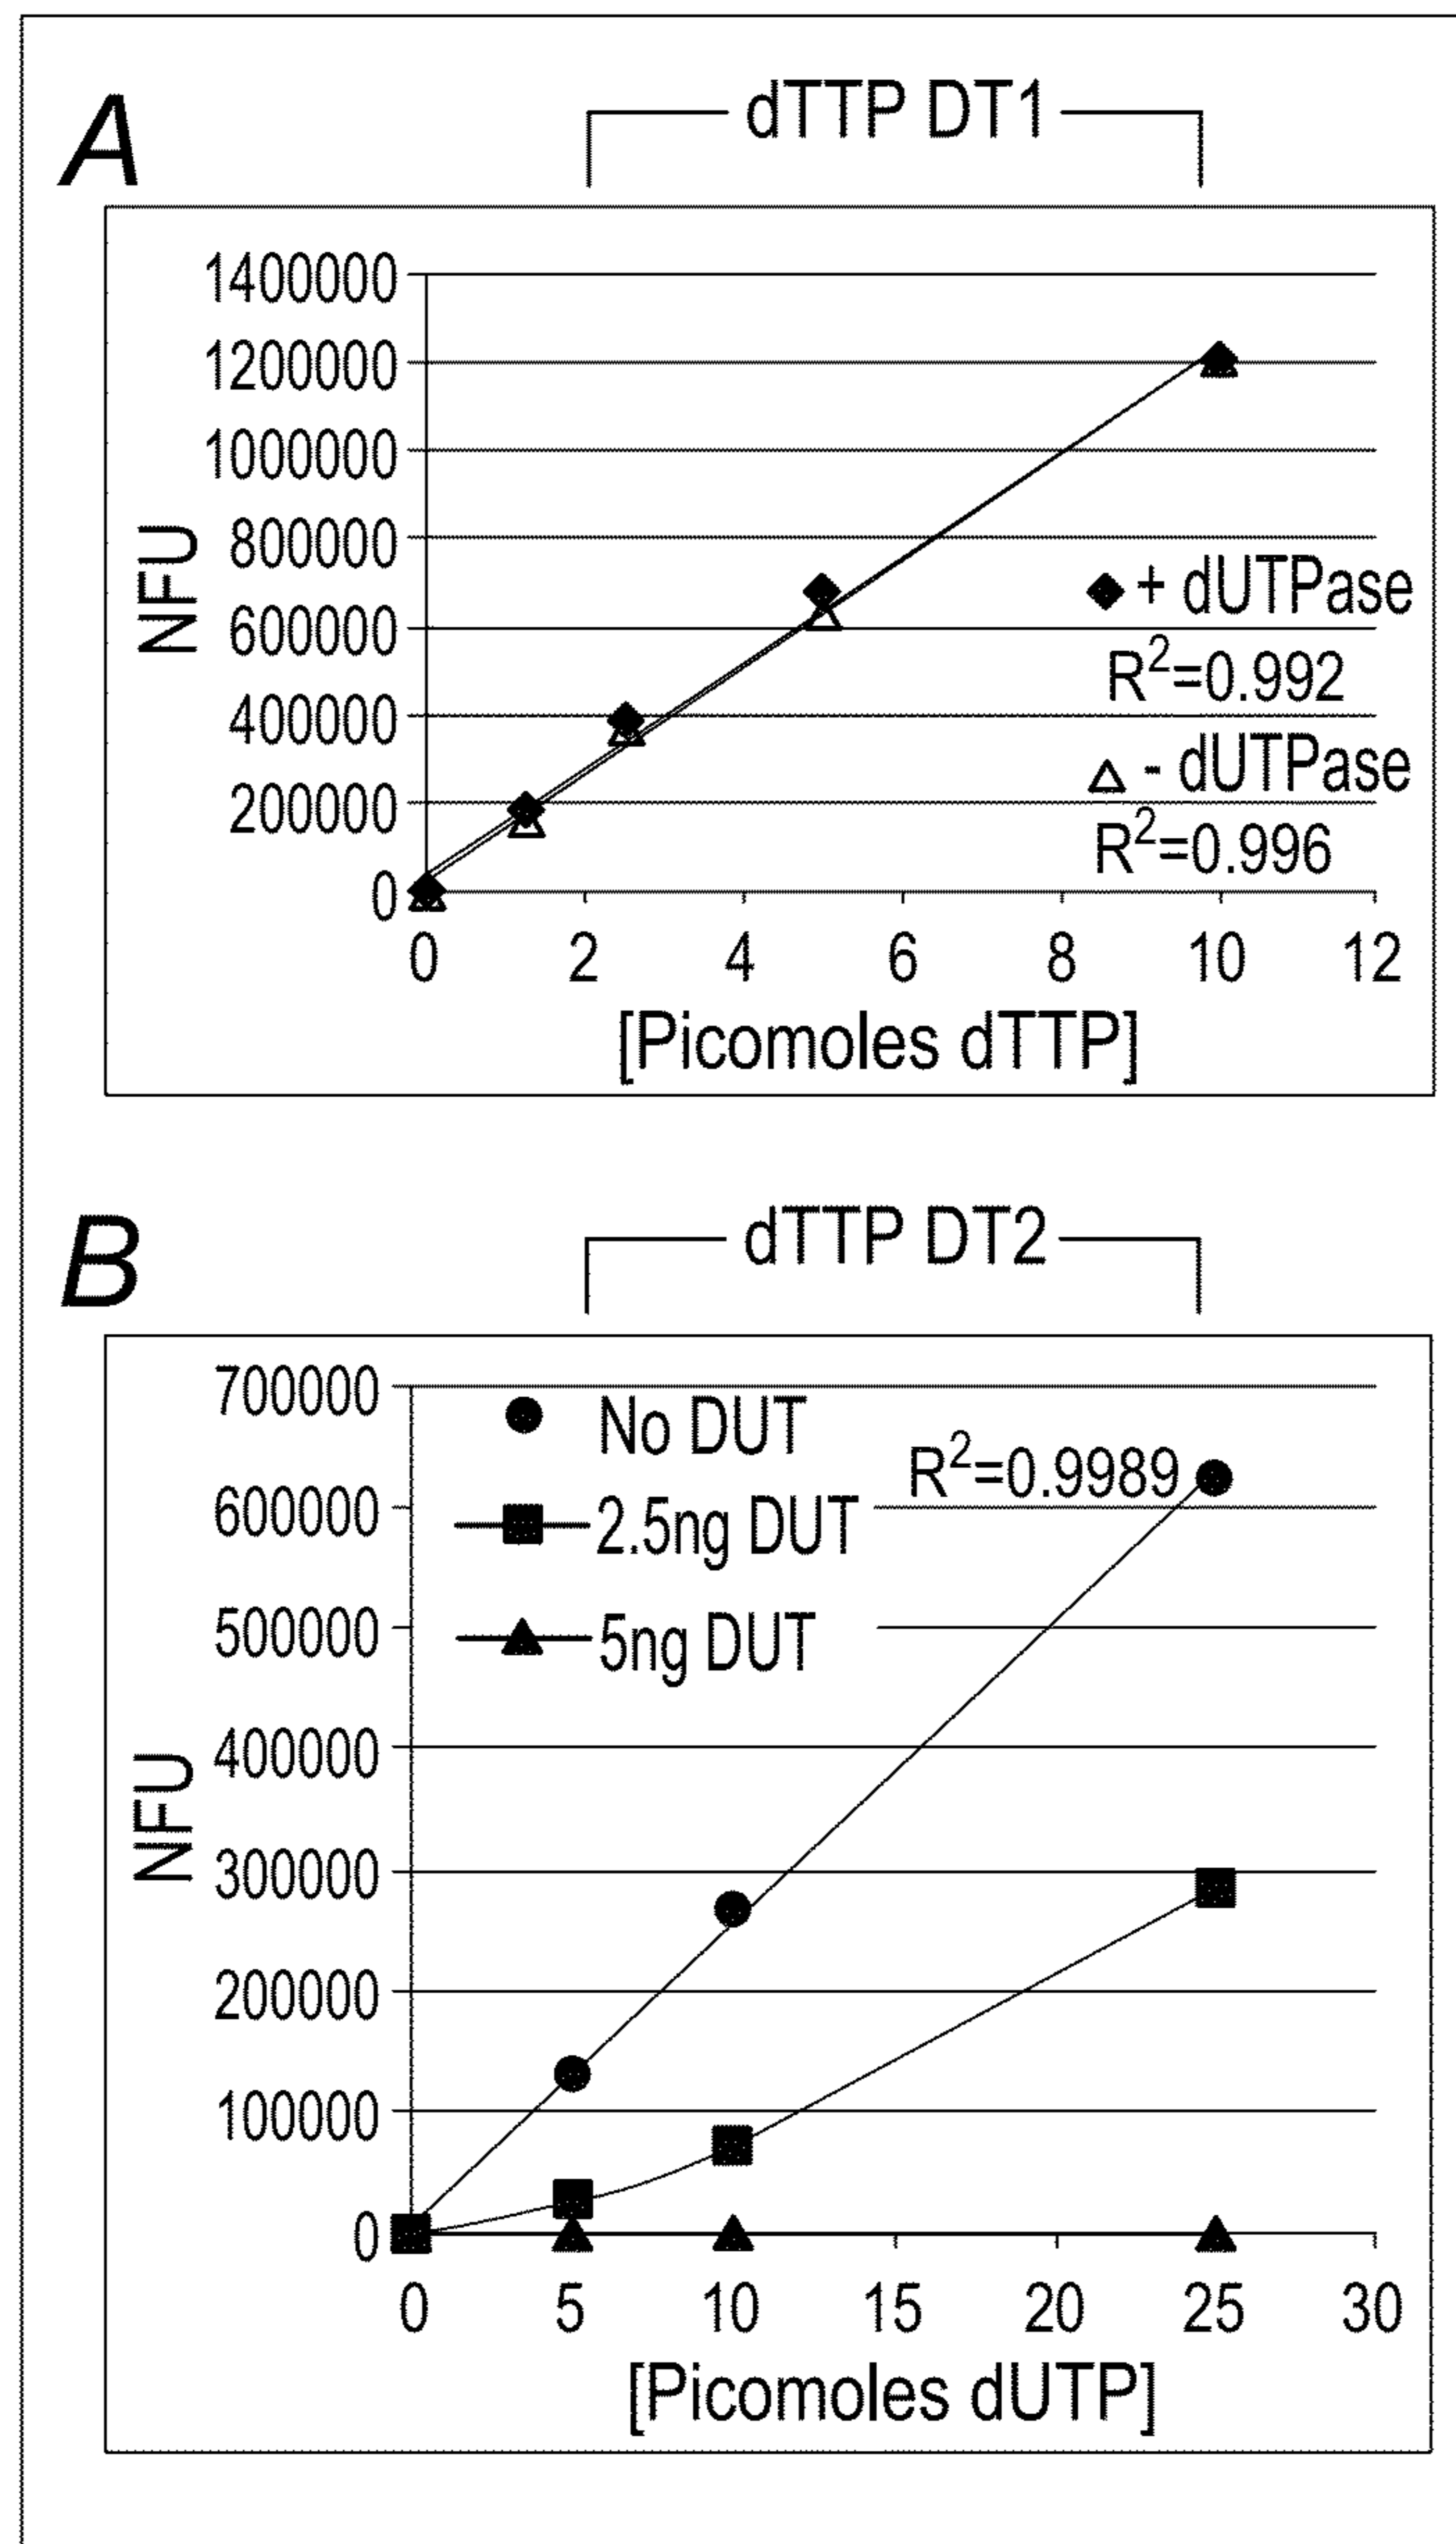 A
dTTP DT1
1400000
1200000
1000000
800000
600000
400000
200000
0
NFU
+ dUTPase
R²=0.992
- dUTPase
R²=0.996
0 2 4 6 8 10 12
[Picomoles dTTP]
B
dTTP DT2
700000
600000
500000
400000
300000
200000
100000
0
NFU
No DUT
2.5ng DUT
5ng DUT
R²=0.9989
0 5 10 15 20 25 30
[Picomoles dUTP]